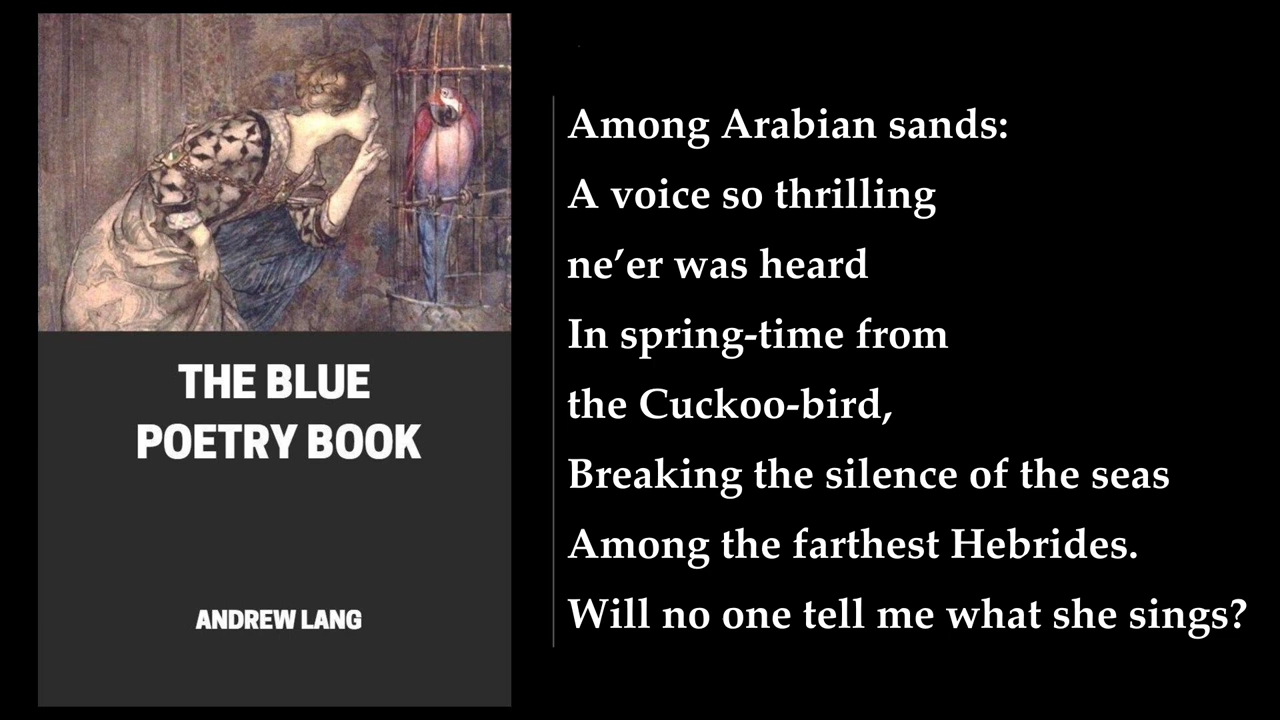 THE BLUE
POETRY BOOK
ANDREW LANG
Among Arabian sands:
A voice so thrilling
ne’er was heard
In spring-time from
the Cuckoo-bird,
Breaking the silence of the seas
Among the farthest Hebrides.
Will no one tell me what she sings?